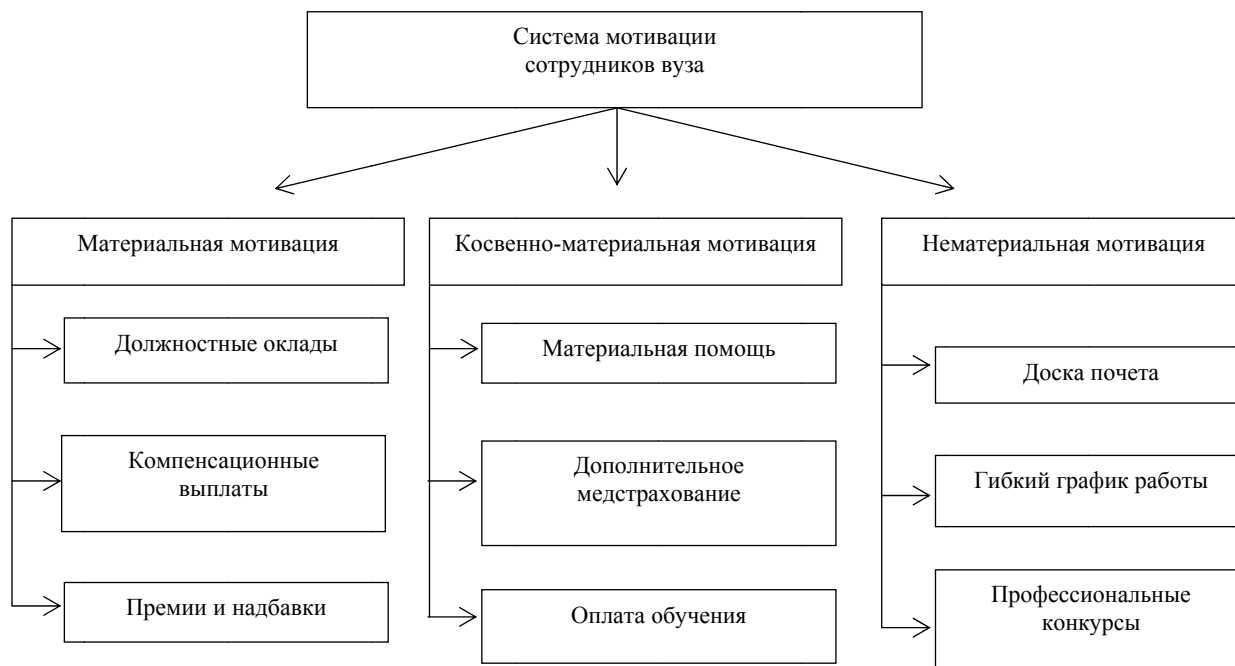 Система мотивации
сотрудников вуза
Материальная мотивация
Должностные оклады
Компенсационные
выплаты
Премии и надбавки
Косвенно-материальная мотивация
Материальная помощь
Дополнительное
медстрахование
Оплата обучения
Нематериальная мотивация
Доска почета
Гибкий график работы
Профессиональные
конкурсы